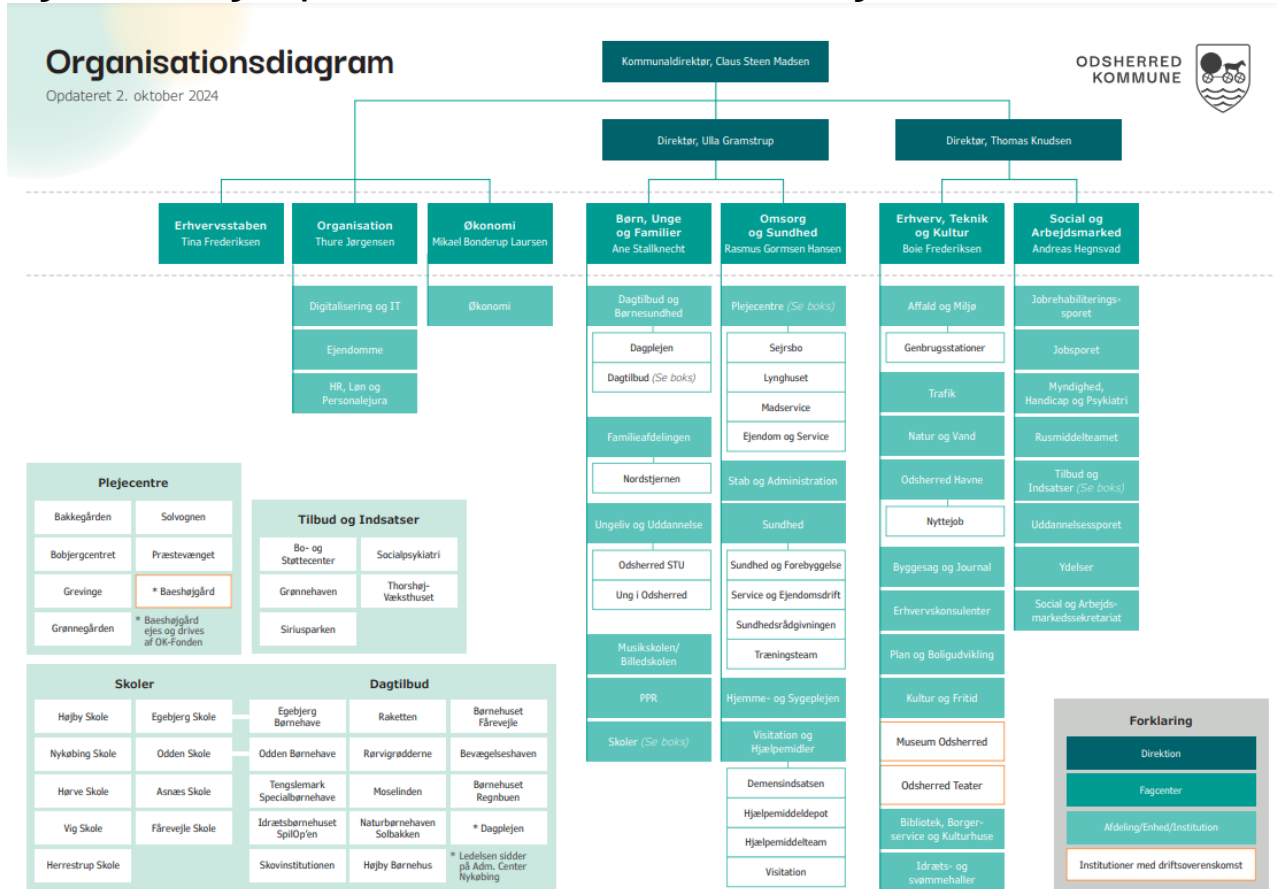 Organisationsdiagram
Opdateret 2. oktober 2024
ODSHERRED
KOMMUNE
Kommunaldirektør, Claus Steen Madsen
Direktør, Ulla Gramstrup
Direktør, Thomas Knudsen
Erhvervsstaben
Tina Frederiksen
Organisation
Thure Jørgensen
Økonomi
Mikael Bonderup Laursen
Børn, Unge
og Familier
Ane Stallknecht
Omsorg
og Sundhed
Rasmus Gormsen Hansen
Erhverv, Teknik
og Kultur
Boie Frederiksen
Social og
Arbejdsmarked
Andreas Hegnsvad
Digitalisering og IT
Ejendomme
HR, Løn og
Personalejura
Økonomi
Dagtilbud og
Børnesundhed
Dagplejen
Dagtilbud (Se boks)
Familieafdelingen
Nordstjernen
Ungeliv og Uddannelse
Odsherred STU
Ung i Odsherred
Musikskolen/
Billedskolen
PPR
Skoler (Se boks)
Plejecentre (Se boks)
Sejrsbo
Lynghuset
Madservice
Ejendom og Service
Stab og Administration
Sundhed
Sundhed og Forebyggelse
Service og Ejendomsdrift
Sundhedsrådgivningen
Træningsteam
Hjemme- og Sygeplejen
Visitation og
Hjælpemidler
Demensindsatsen
Hjælpemiddeldepot
Hjælpemiddelteam
Visitation
Affald og Miljø
Genbrugsstationer
Trafik
Natur og Vand
Odsherred Havne
Nyttejob
Byggesag og Journal
Erhvervskonsulenter
Plan og Boligudvikling
Kultur og Fritid
Museum Odsherred
Odsherred Teater
Bibliotek, Borger-
service og Kulturhuse
Idræts- og
svømmehaller
Jobrehabiliterings-
sporet
Jobsporet
Myndighed,
Handicap og Psykiatri
Rusmiddelteamet
Tilbud og
Indsatser (Se boks)
Uddannelsessporet
Ydelser
Social og Arbejds-
markedssekretariat
Plejecentre
Bakkegården
Solvognen
Bobjergcentret
Præstevænget
Grevinge
* Baeshøjgård
Grønnegården
* Baeshøjgård
ejes og drives
af OK-Fonden
Tilbud og Indsatser
Bo- og
Støttecenter
Socialpsykiatri
Grønnehaven
Thorshøj-
Væksthuset
Siriusparken
Skoler
Højby Skole
Egebjerg Skole
Nykøbing Skole
Odden Skole
Hørve Skole
Asnæs Skole
Vig Skole
Fårevejle Skole
Herrestrup Skole
Dagtilbud
Egebjerg
Børnehave
Raketten
Børnehuset
Fårevejle
Odden Børnehave
Rørvigrødderne
Bevægelseshaven
Tengslemark
Specialbørnehave
Moselinden
Børnehuset
Regnbuen
Idrætsbørnehuset
SpilOp'en
Naturbørnehaven
Solbakken
* Dagplejen
Skovinstitutionen
Højby Børnehus
* Ledelsen sidder
på Adm. Center
Nykøbing
Forklaring
Direktion
Fagcenter
Afdeling/Enhed/Institution
Institutioner med driftsoverenskomst